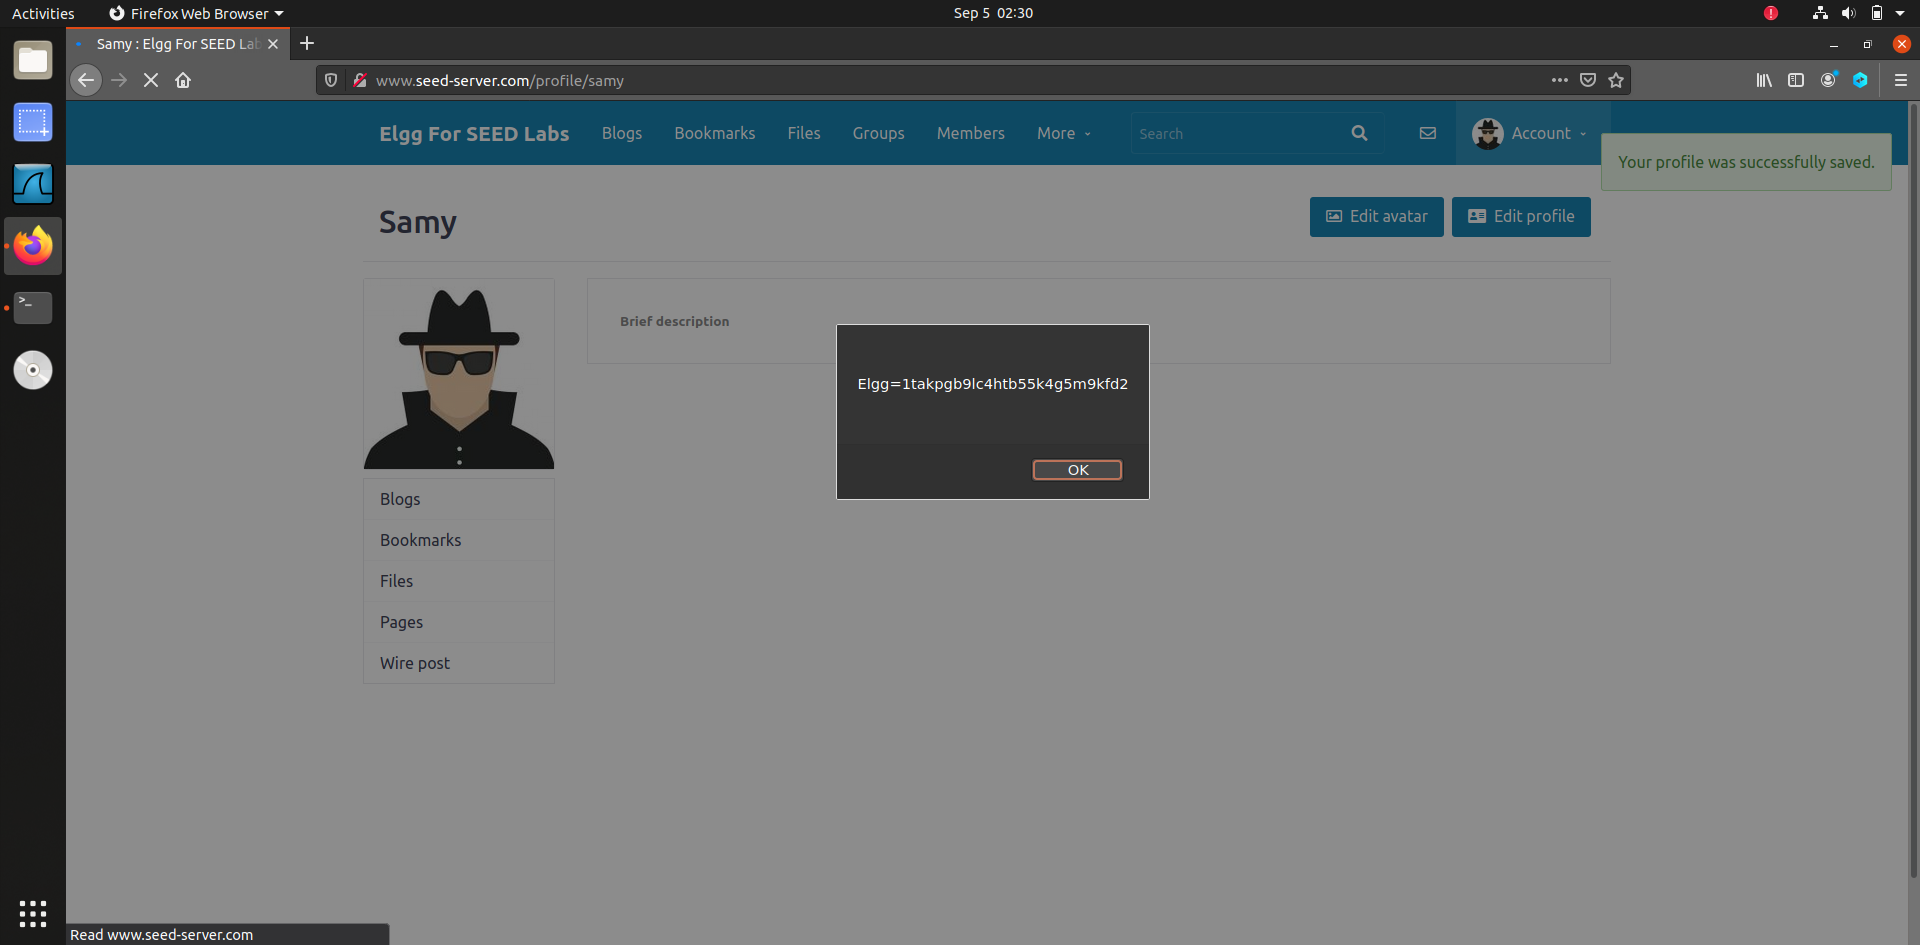 Activities
Firefox Web Browser
Sep 5 02:30
Samy : Elgg For SEED Lab
www.seed-server.com/profile/samy
Elgg For SEED Labs
Blogs
Bookmarks
Files
Groups
Members
More
Search
Account
Your profile was successfully saved.
Samy
Edit avatar
Edit profile
Brief description
Elgg=1takpgb9lc4htb55k4g5m9kfd2
OK
Blogs
Bookmarks
Files
Pages
Wire post
Read www.seed-server.com